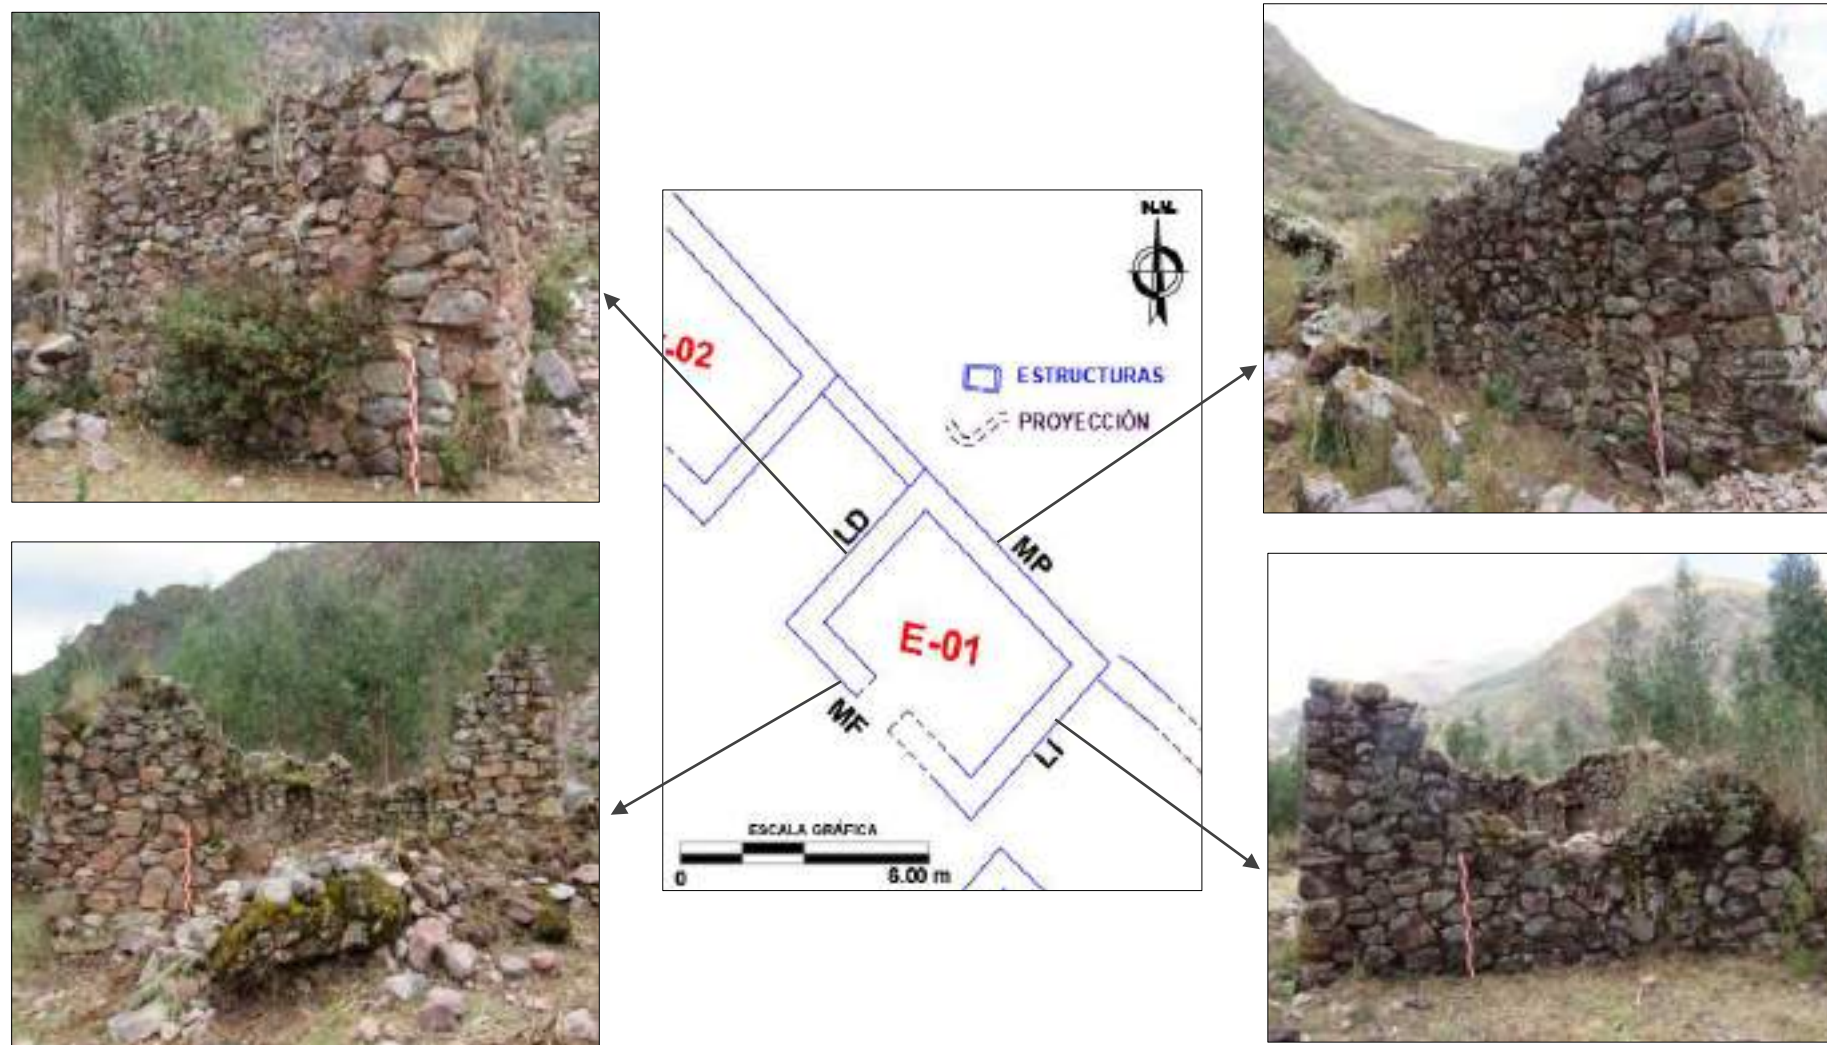 N.M.
-02
ESTRUCTURAS
PROYECCIÓN
LD
MP
E-01
MF
LI
ESCALA GRÁFICA
0 6.00 m